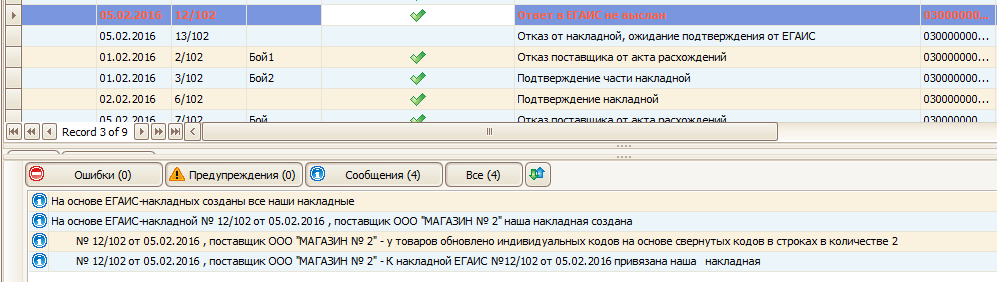 05.02.2016 12/102 Ответ в ЕГАИС не выслан 03000000...
05.02.2016 13/102 Отказ от накладной, ожидание подтверждения от ЕГАИС 030000000...
01.02.2016 2/102 Бой1 Отказ поставщика от акта расхождений 030000000...
01.02.2016 3/102 Бой2 Подтверждение части накладной 030000000...
02.02.2016 6/102 Подтверждение накладной 030000000...
05.02.2016 7/102 Бой Отказ поставщика от акта расхождений 030000000...
Record 3 of 9
Ошибки (0) Предупреждения (0) Сообщения (4) Все (4)
На основе ЕГАИС-накладных созданы все наши накладные
На основе ЕГАИС-накладной № 12/102 от 05.02.2016 , поставщик ООО "МАГАЗИН № 2" наша накладная создана
№ 12/102 от 05.02.2016 , поставщик ООО "МАГАЗИН № 2" - у товаров обновлено индивидуальных кодов на основе свернутых кодов в строках в количестве 2
№ 12/102 от 05.02.2016 , поставщик ООО "МАГАЗИН № 2" - К накладной ЕГАИС №12/102 от 05.02.2016 привязана наша накладная